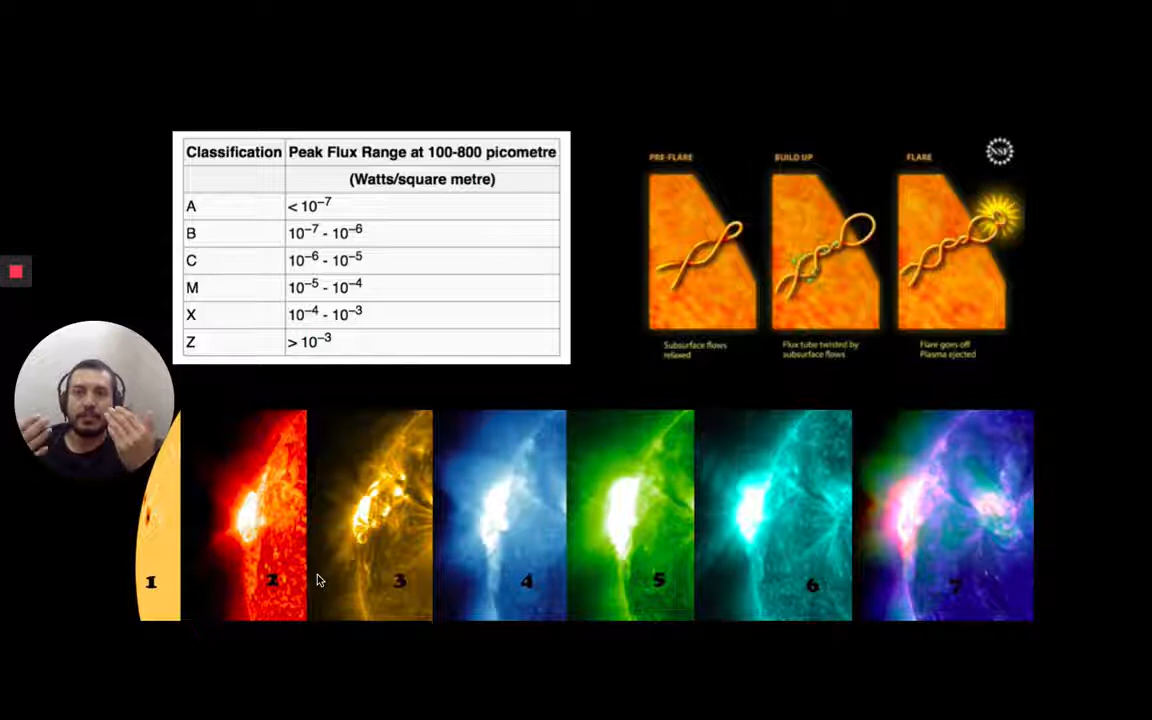 Classification Peak Flux Range at 100-800 picometre
(Watts/square metre)
A < 10⁻⁷
B 10⁻⁷ - 10⁻⁶
C 10⁻⁶ - 10⁻⁵
M 10⁻⁵ - 10⁻⁴
X 10⁻⁴ - 10⁻³
Z > 10⁻³
NSF
PRE-FLARE BUILD UP FLARE
Subsurface flows
relaxed
Flux tube twisted by
subsurface flows
Flare goes off
Plasma ejected
1 2 3 4 5 6 7